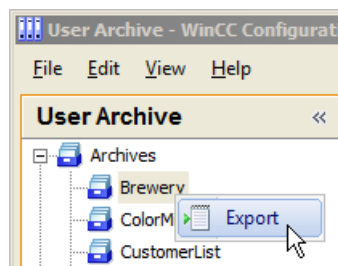 User Archive - WinCC Configurat
File Edit View Help
User Archive «
Archives
Brewery
ColorM
Export
CustomerList